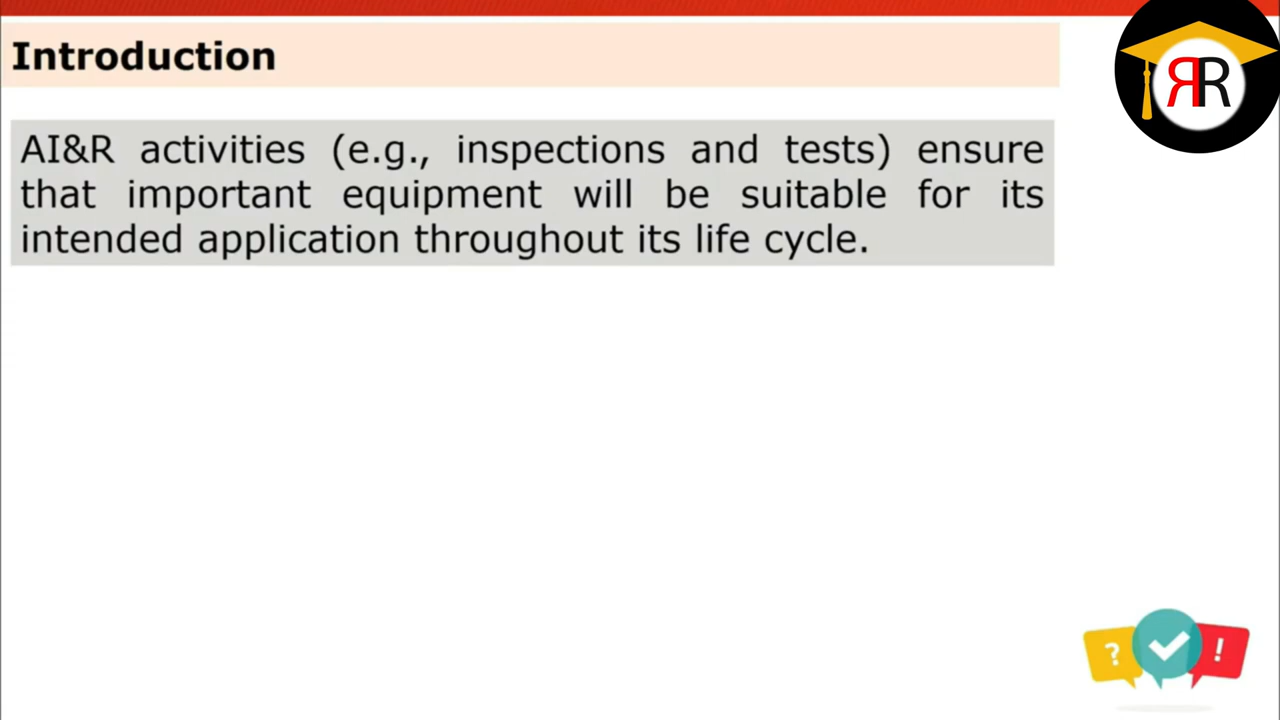 Introduction
AI&R activities (e.g., inspections and tests) ensure
that important equipment will be suitable for its
intended application throughout its life cycle.
RR
? !